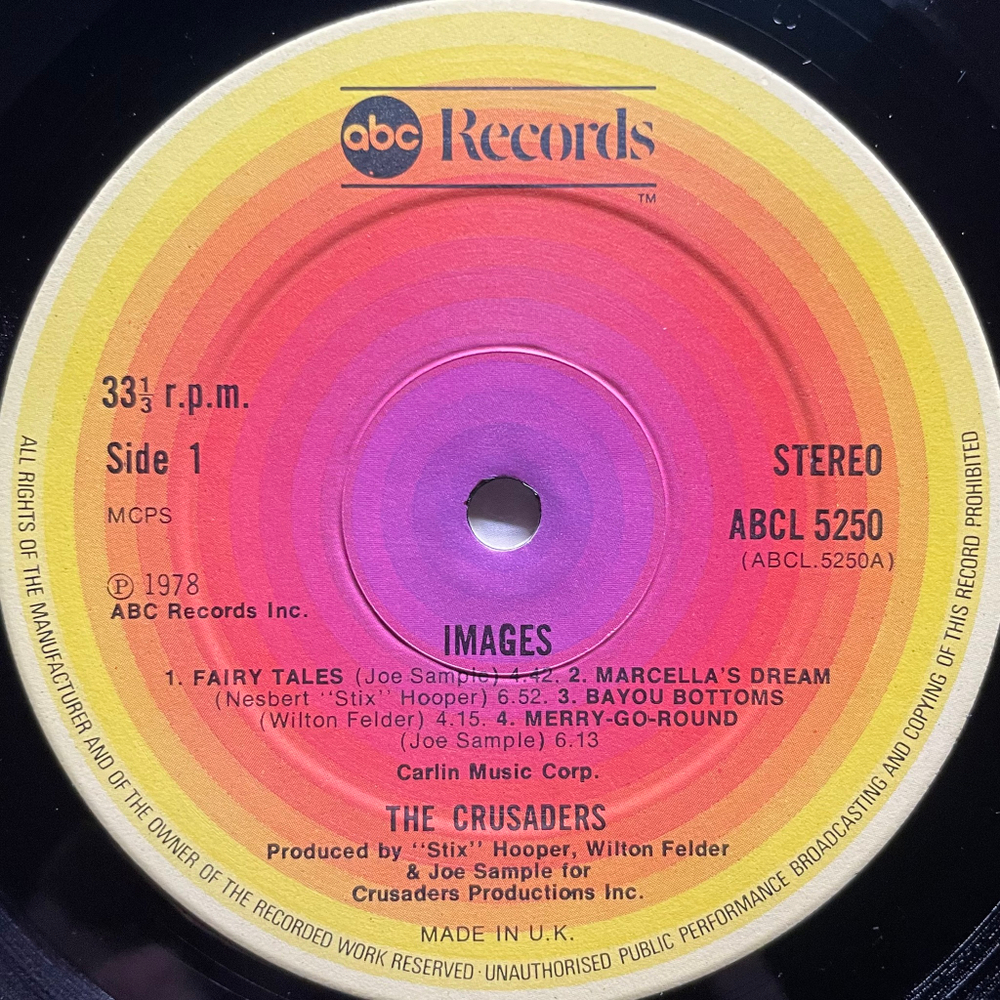 abc Records
TM
33⅓ r.p.m.
Side 1
MCPS
℗ 1978
ABC Records Inc.
STEREO
ABCL 5250
(ABCL.5250A)
IMAGES
1. FAIRY TALES (Joe Sample) 4.42. 2. MARCELLA'S DREAM
(Nesbert "Stix" Hooper) 6.52. 3. BAYOU BOTTOMS
(Wilton Felder) 4.15. 4. MERRY-GO-ROUND
(Joe Sample) 6.13
Carlin Music Corp.
THE CRUSADERS
Produced by "Stix" Hooper, Wilton Felder
& Joe Sample for
Crusaders Productions Inc.
MADE IN U.K.
ALL RIGHTS OF THE MANUFACTURER AND OF THE OWNER OF THE RECORDED WORK RESERVED · UNAUTHORISED PUBLIC PERFORMANCE BROADCASTING AND COPYING OF THIS RECORD PROHIBITED